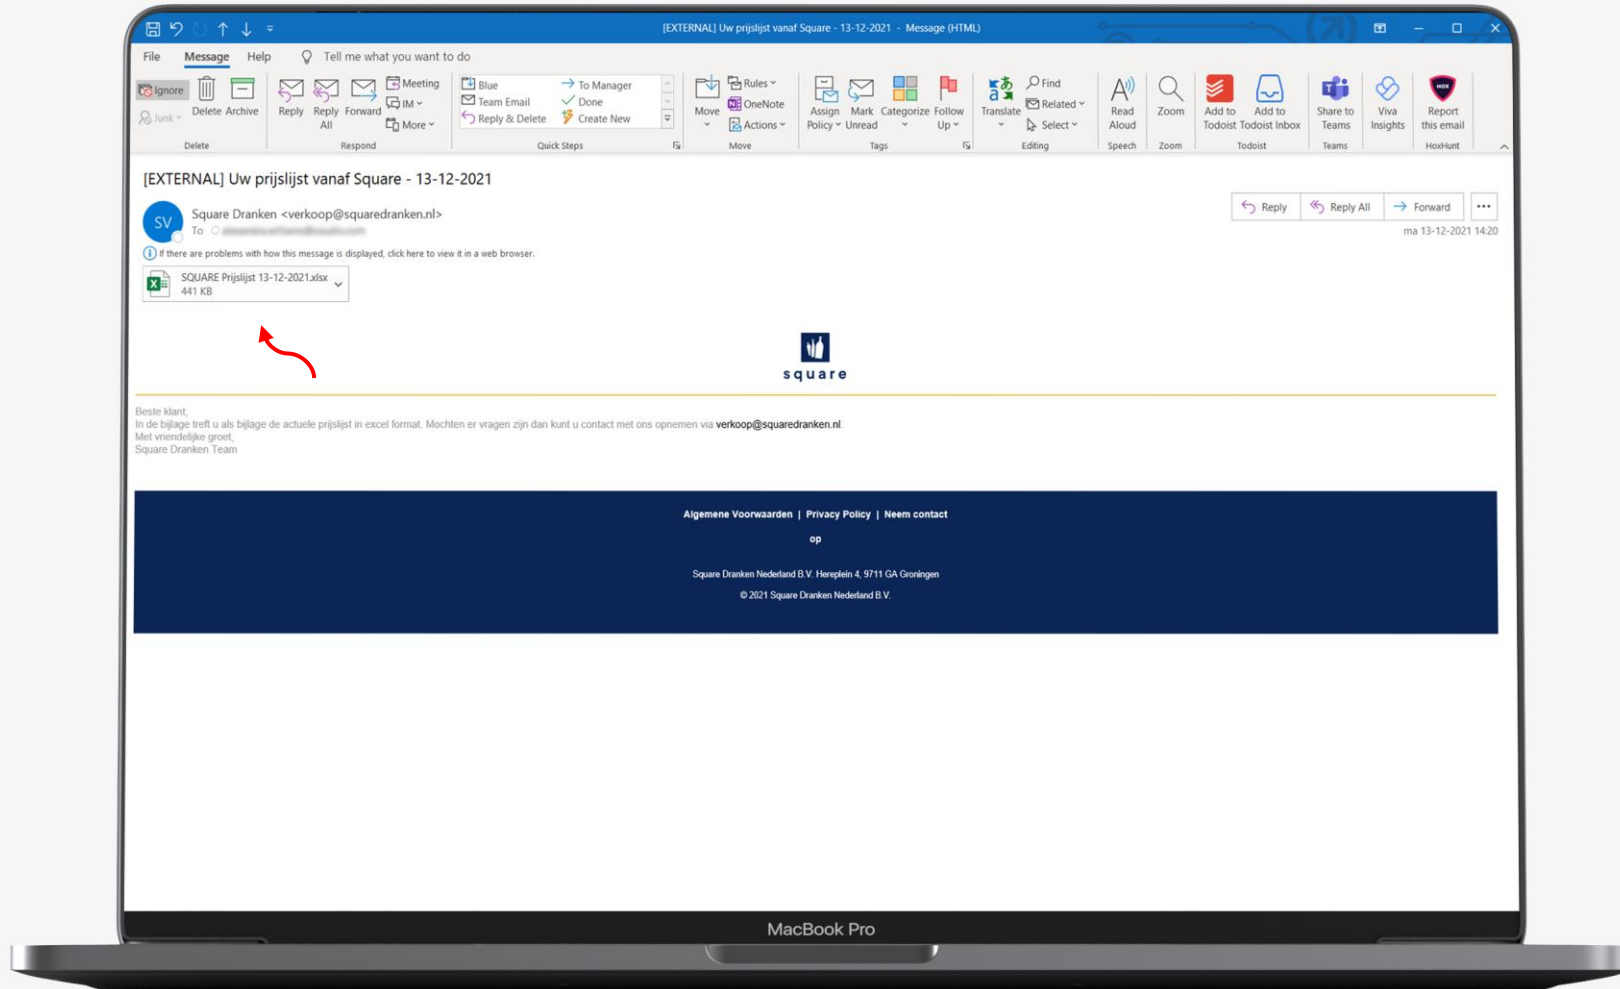 [EXTERNAL] Uw prijslijst vanaf Square - 13-12-2021 - Message (HTML)
File Message Help Tell me what you want to do
Ignore
Junk
Delete Archive
Reply Reply All Forward
Meeting
IM
More
Blue
Team Email
Reply & Delete
To Manager
Done
Create New
Move
Rules
OneNote
Actions
Assign Policy
Mark Unread
Categorize
Follow Up
Translate
Find
Related
Select
Read Aloud
Zoom
Add to Todoist
Add to Todoist Inbox
Share to Teams
Viva Insights
HOX
Report this email
Delete Respond Quick Steps Move Tags Editing Speech Zoom Todoist Teams HoxHunt
[EXTERNAL] Uw prijslijst vanaf Square - 13-12-2021
SV
Square Dranken <verkoop@squaredranken.nl>
To
Reply Reply All Forward
ma 13-12-2021 14:20
If there are problems with how this message is displayed, click here to view it in a web browser.
SQUARE Prijslijst 13-12-2021.xlsx
441 KB
square
Beste klant,
In de bijlage treft u als bijlage de actuele prijslijst in excel format. Mochten er vragen zijn dan kunt u contact met ons opnemen via verkoop@squaredranken.nl.
Met vriendelijke groet,
Square Dranken Team
Algemene Voorwaarden | Privacy Policy | Neem contact
op
Square Dranken Nederland B.V. Hereplein 4, 9711 GA Groningen
© 2021 Square Dranken Nederland B.V.
MacBook Pro